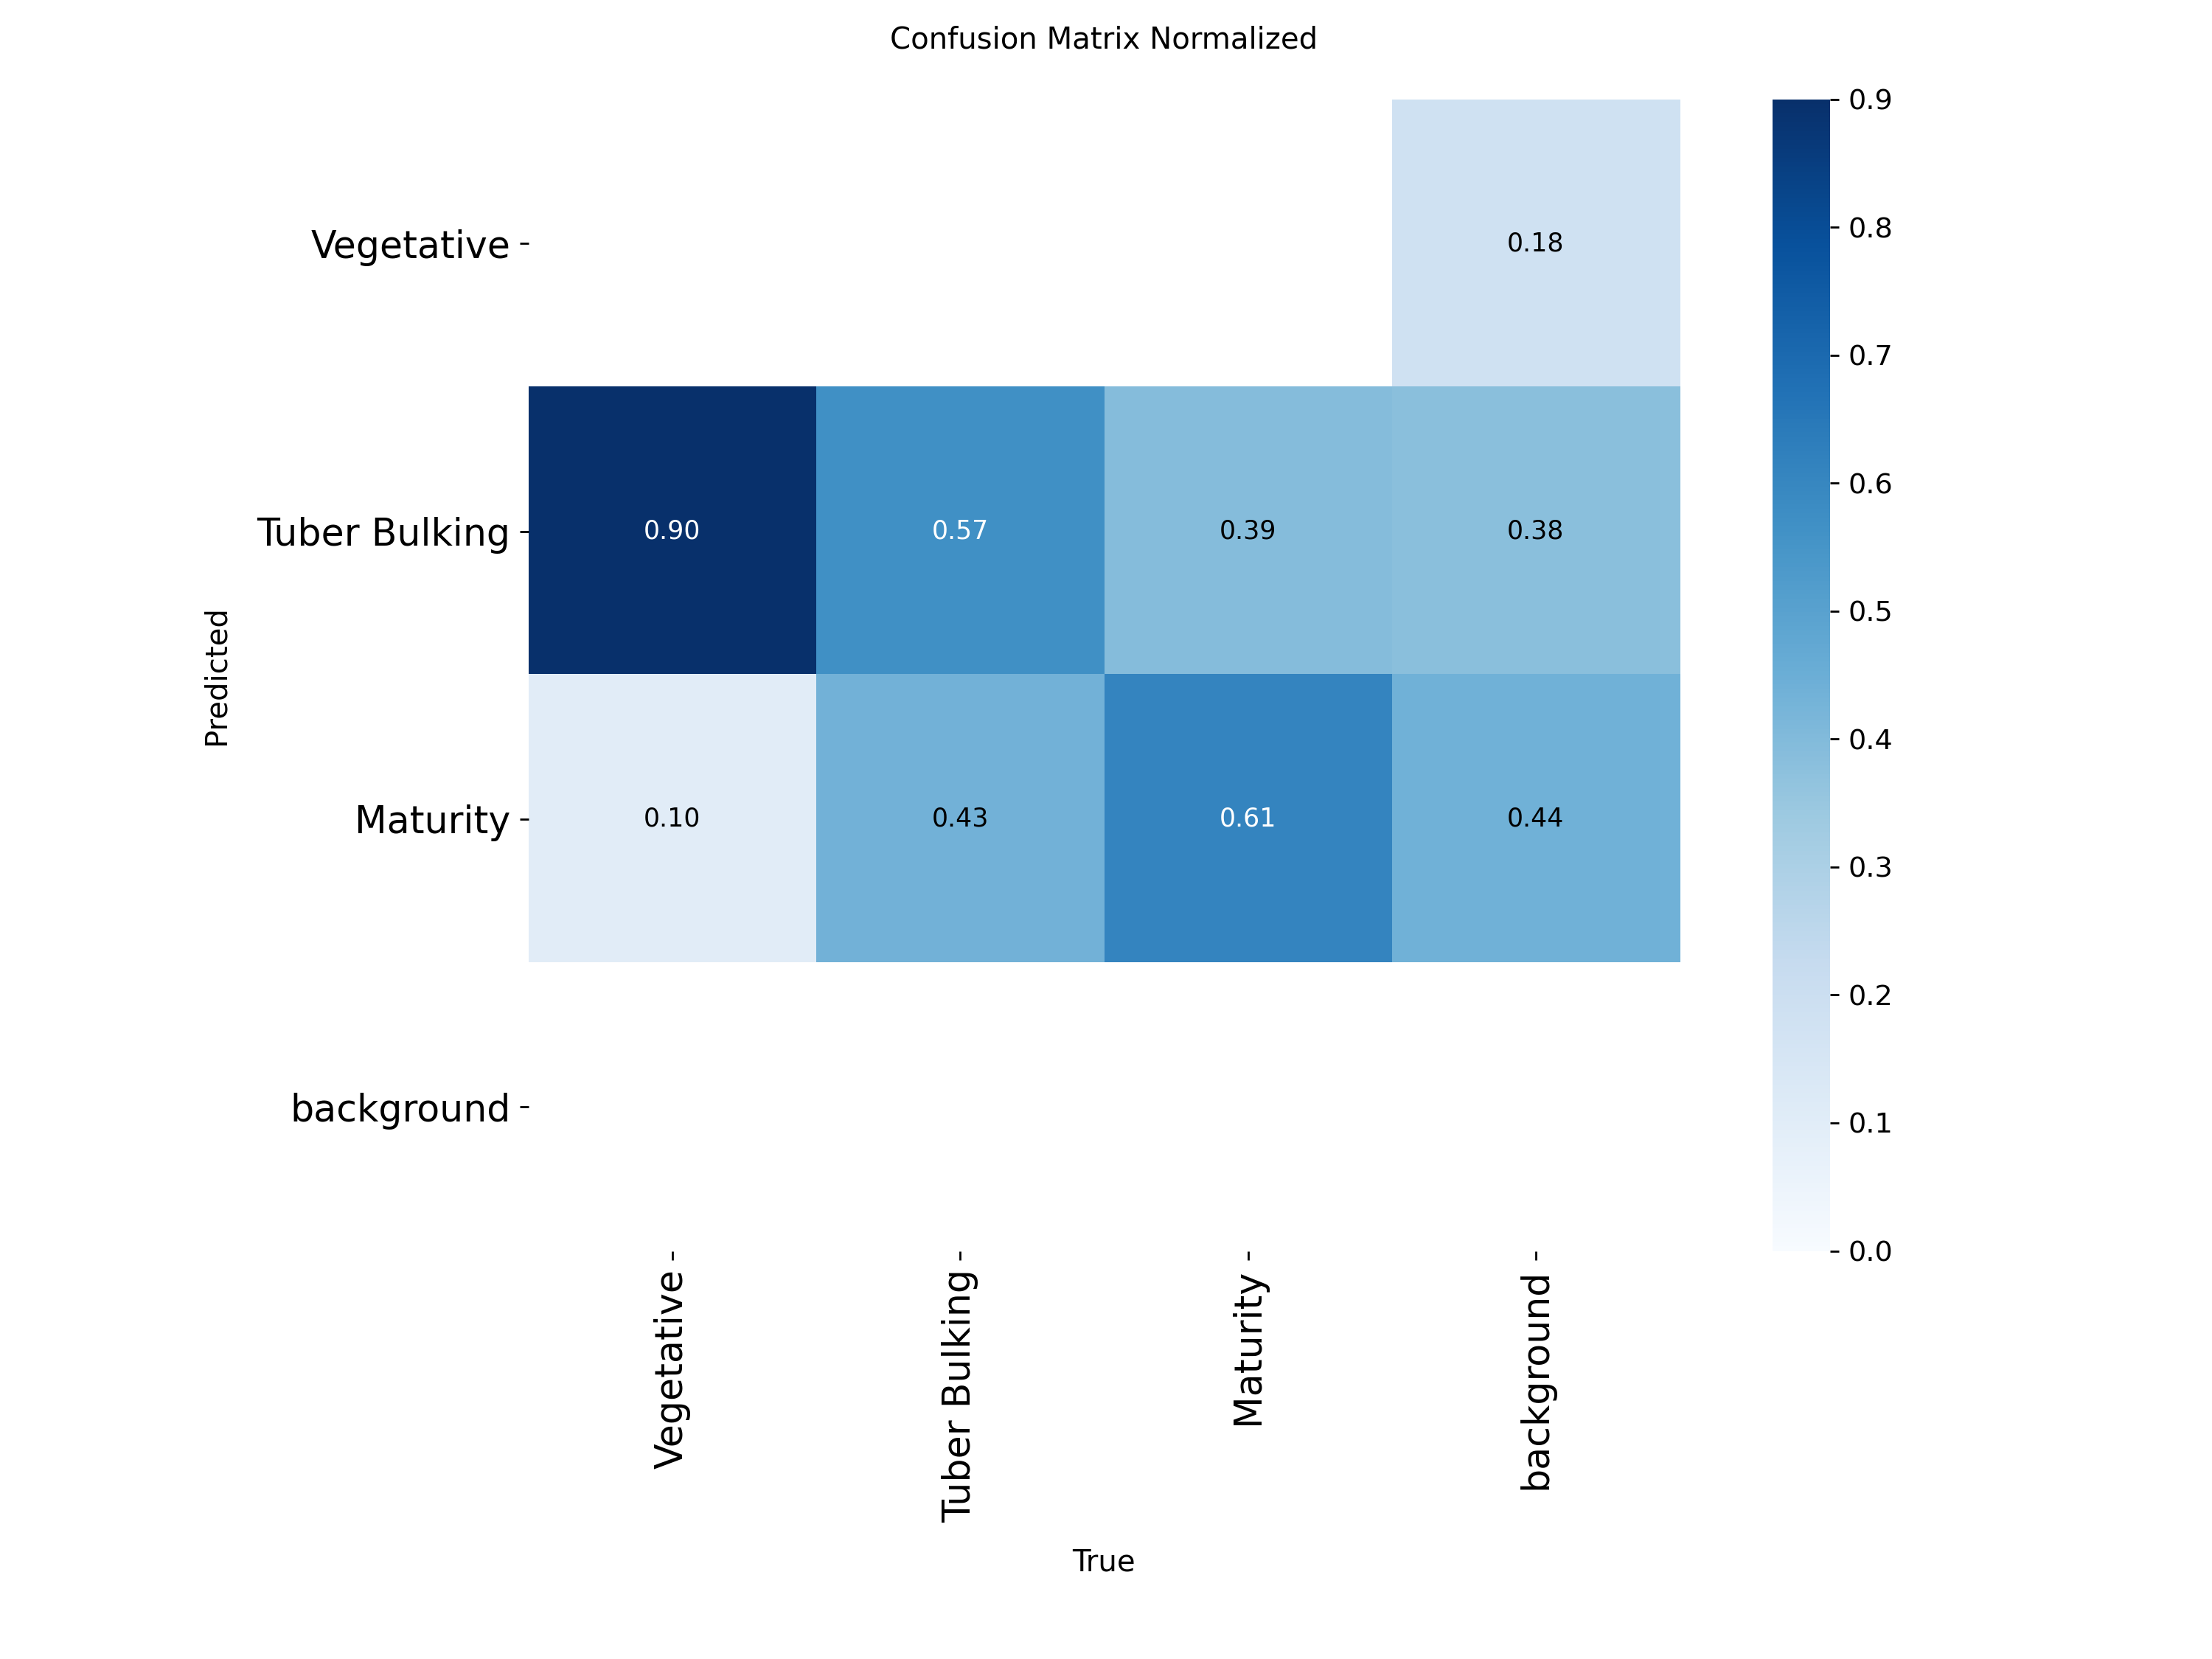 Confusion Matrix Normalized
Vegetative
0.18
Tuber Bulking
0.90 0.57 0.39 0.38
Maturity
0.10 0.43 0.61 0.44
background
Predicted
Vegetative
Tuber Bulking
Maturity
background
True
0.9
0.8
0.7
0.6
0.5
0.4
0.3
0.2
0.1
0.0